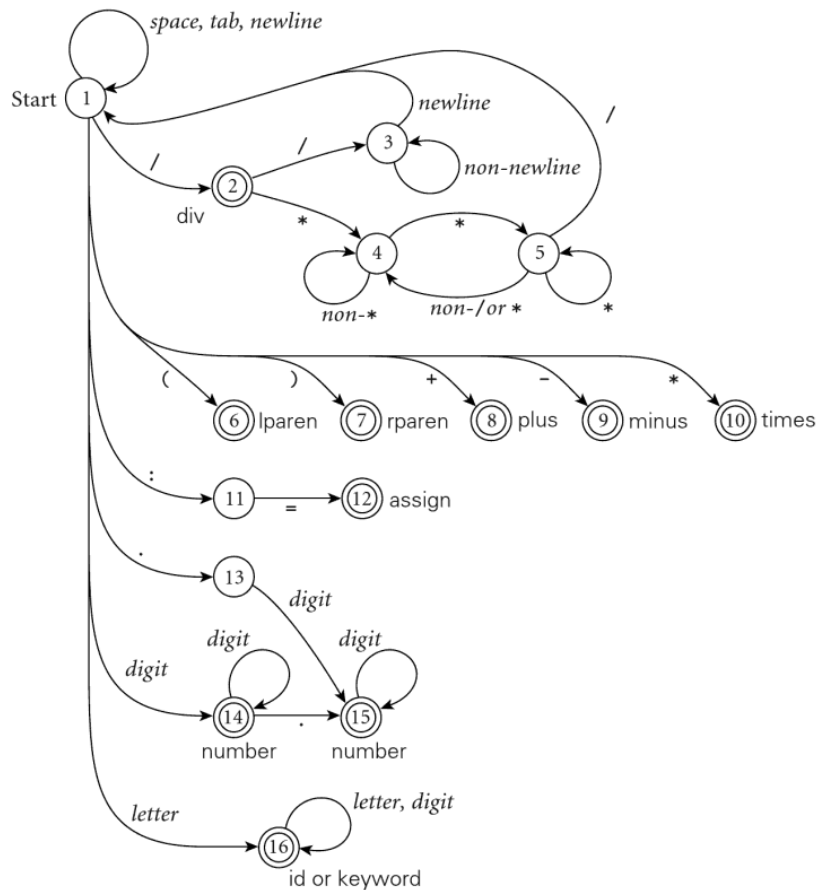 space, tab, newline
Start 1
newline
/
/
3
/
2
non-newline
div
*
*
4
5
non-*
non-/or *
*
( ) + - *
6 lparen 7 rparen 8 plus 9 minus 10 times
:
11 = 12 assign
.
13
digit
digit digit
digit
14 . 15
number number
letter
letter, digit
16
id or keyword